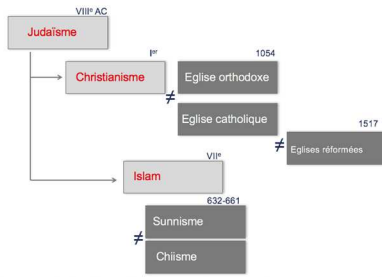 VIIIᵉ AC
Judaïsme
Iᵉʳ
Christianisme
≠
1054
Eglise orthodoxe
Eglise catholique
≠
1517
Eglises réformées
VIIᵉ
Islam
632-661
≠
Sunnisme
Chiisme